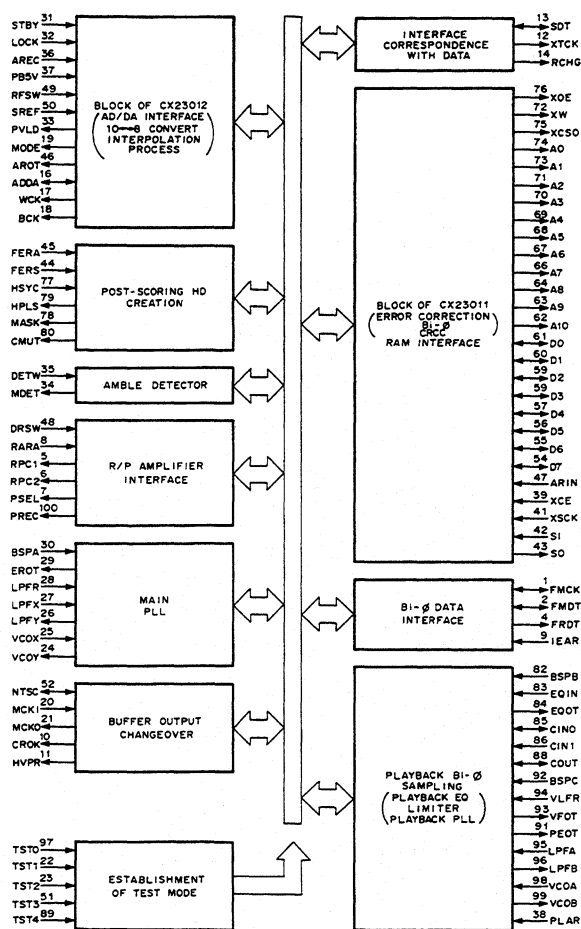 STBY 31
LOCK 32
AREC 36
PB5V 37
RFSW 49
SREF 50
PVLD 33
MODE 19
AROT 46
ADDA 16
WCK 17
BCK 18
BLOCK OF CX23012
(AD/DA INTERFACE
10↔8 CONVERT
INTERPOLATION
PROCESS)
FERA 45
FERS 44
HSYC 77
HPLS 79
MASK 78
CMUT 80
POST-SCORING HD
CREATION
DETW 35
MDET 34
AMBLE DETECTOR
DRSW 48
RARA 8
RPC1 5
RPC2 6
PSEL 7
PREC 100
R/P AMPLIFIER
INTERFACE
BSPA 30
EROT 29
LPFR 28
LPFX 27
LPFY 26
VCOX 25
VCOY 24
MAIN
PLL
NTSC 52
MCKI 20
MCKO 21
CROK 10
HVPR 11
BUFFER OUTPUT
CHANGEOVER
TST0 97
TST1 22
TST2 23
TST3 51
TST4 89
ESTABLISHMENT
OF TEST MODE
INTERFACE
CORRESPONDENCE
WITH DATA
13 SDT
12 XTCK
14 RCHG
BLOCK OF CX23011
(ERROR CORRECTION
Bi-Ø
CRCC
RAM INTERFACE)
76 XOE
72 XW
75 XCSO
74 A0
73 A1
71 A2
70 A3
69 A4
68 A5
67 A6
66 A7
64 A8
63 A9
62 A10
61 D0
60 D1
59 D2
59 D3
57 D4
56 D5
55 D6
54 D7
47 ARIN
39 XCE
41 XSCK
42 SI
43 SO
Bi-Ø DATA
INTERFACE
1 FMCK
2 FMDT
4 FRDT
9 IEAR
PLAYBACK Bi-Ø
SAMPLING
(PLAYBACK EQ
LIMITER
PLAYBACK PLL)
82 BSPB
83 EQIN
84 EQOT
85 CINO
86 CIN1
88 COUT
92 BSPC
94 VLFR
93 VFOT
91 PEOT
95 LPFA
96 LPFB
98 VCOA
99 VCOB
38 PLAR